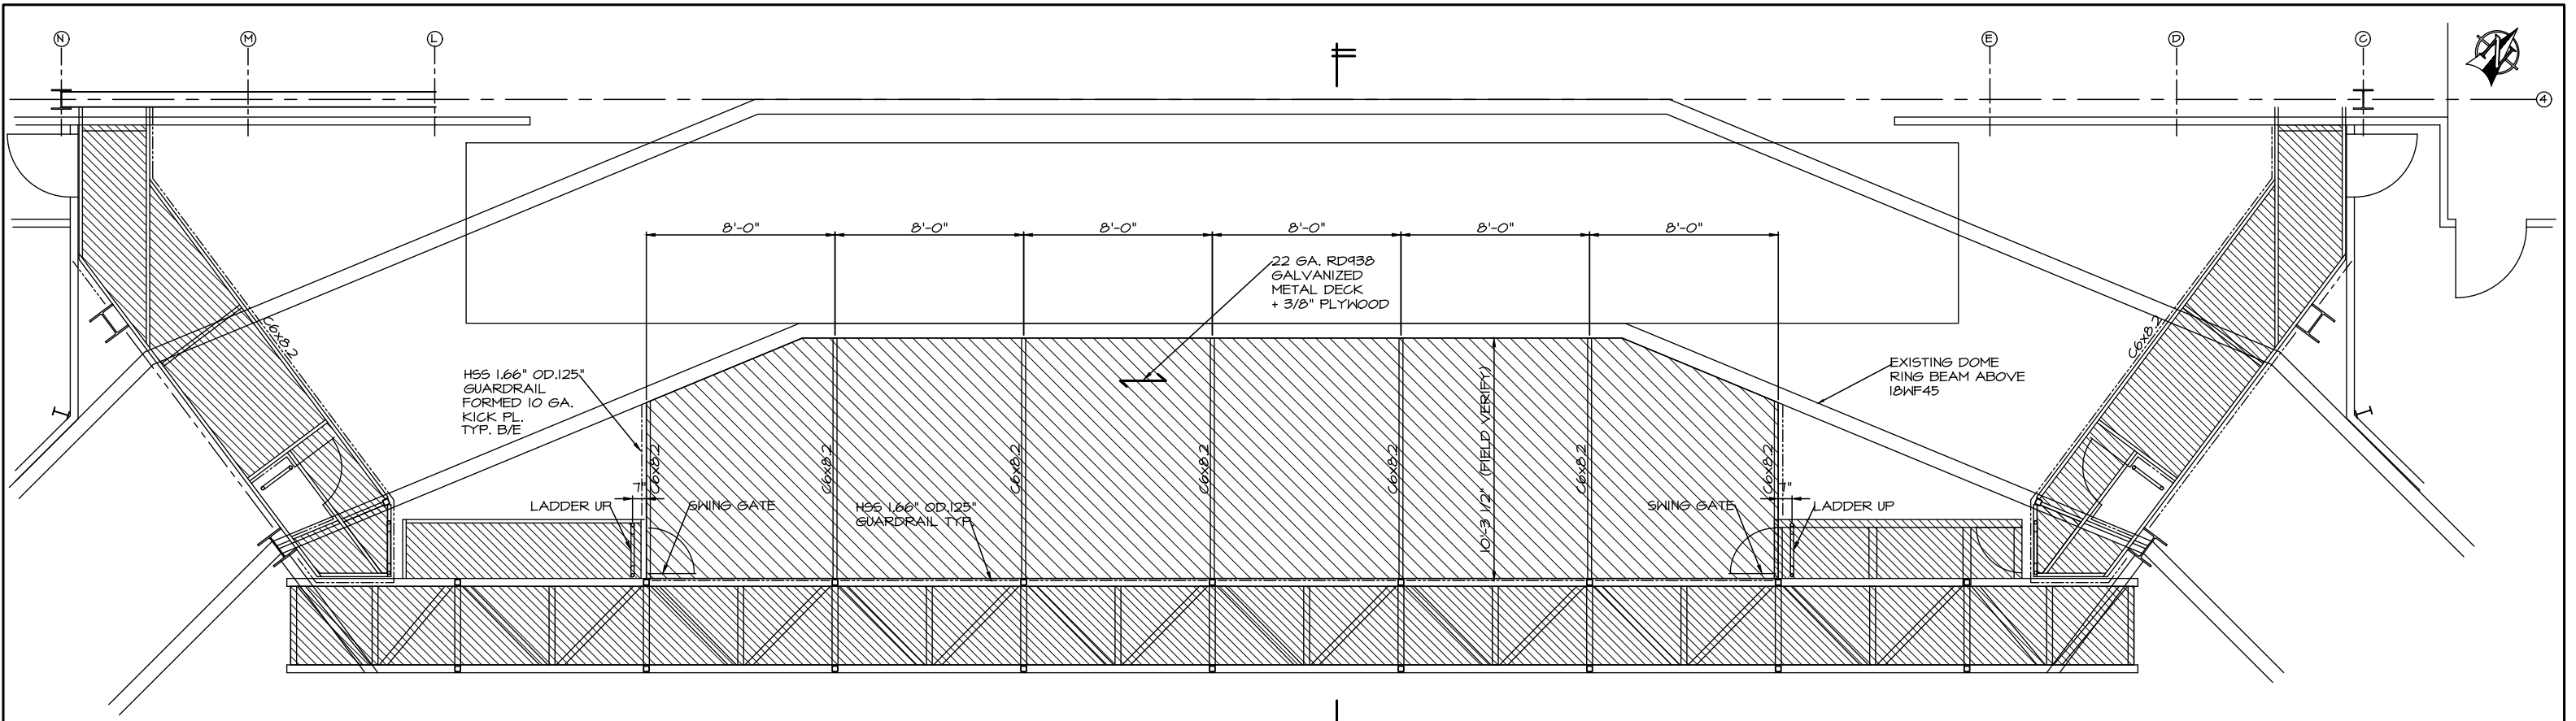 N
M
L
E
D
C
N
4
8'-0"
8'-0"
8'-0"
8'-0"
8'-0"
8'-0"
22 GA. RD938
GALVANIZED
METAL DECK
+ 3/8" PLYWOOD
C6x8.2
C6x8.2
HSS 1.66" OD.125"
GUARDRAIL
FORMED 10 GA.
KICK PL.
TYP. B/E
EXISTING DOME
RING BEAM ABOVE
18WF45
C6x8.2
C6x8.2
C6x8.2
C6x8.2
C6x8.2
10'-3 1/2" (FIELD VERIFY)
C6x8.2
C6x8.2
7"
7"
LADDER UP
SWING GATE
HSS 1.66" OD.125"
GUARDRAIL TYP.
SWING GATE
LADDER UP